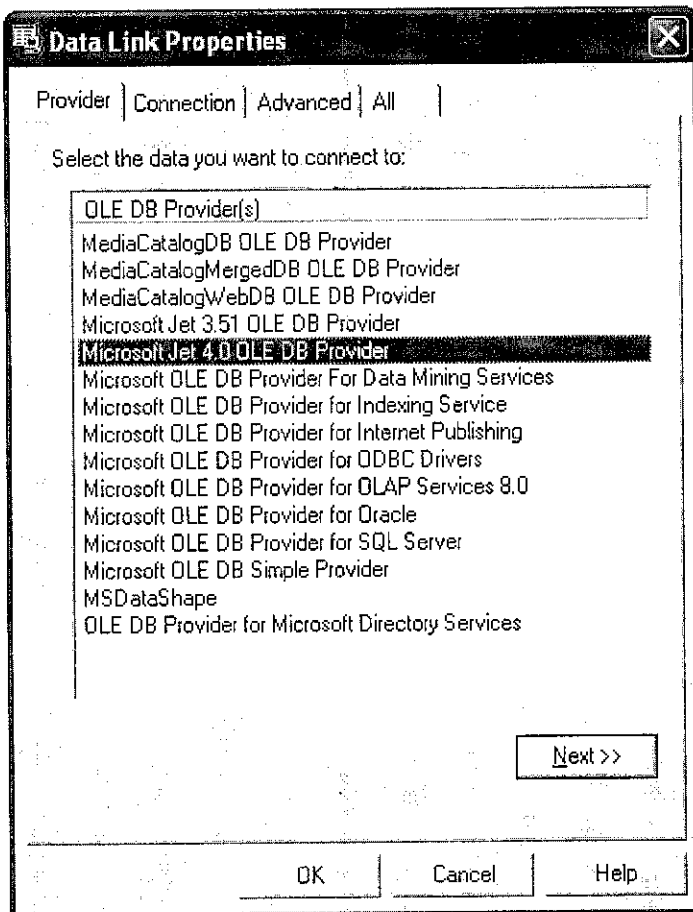 Data Link Properties
Provider Connection Advanced All
Select the data you want to connect to:
OLE DB Provider(s)
MediaCatalogDB OLE DB Provider
MediaCatalogMergedDB OLE DB Provider
MediaCatalogWebDB OLE DB Provider
Microsoft Jet 3.51 OLE DB Provider
Microsoft Jet 4.0 OLE DB Provider
Microsoft OLE DB Provider For Data Mining Services
Microsoft OLE DB Provider for Indexing Service
Microsoft OLE DB Provider for Internet Publishing
Microsoft OLE DB Provider for ODBC Drivers
Microsoft OLE DB Provider for OLAP Services 8.0
Microsoft OLE DB Provider for Oracle
Microsoft OLE DB Provider for SQL Server
Microsoft OLE DB Simple Provider
MSDataShape
OLE DB Provider for Microsoft Directory Services
Next >>
OK Cancel Help